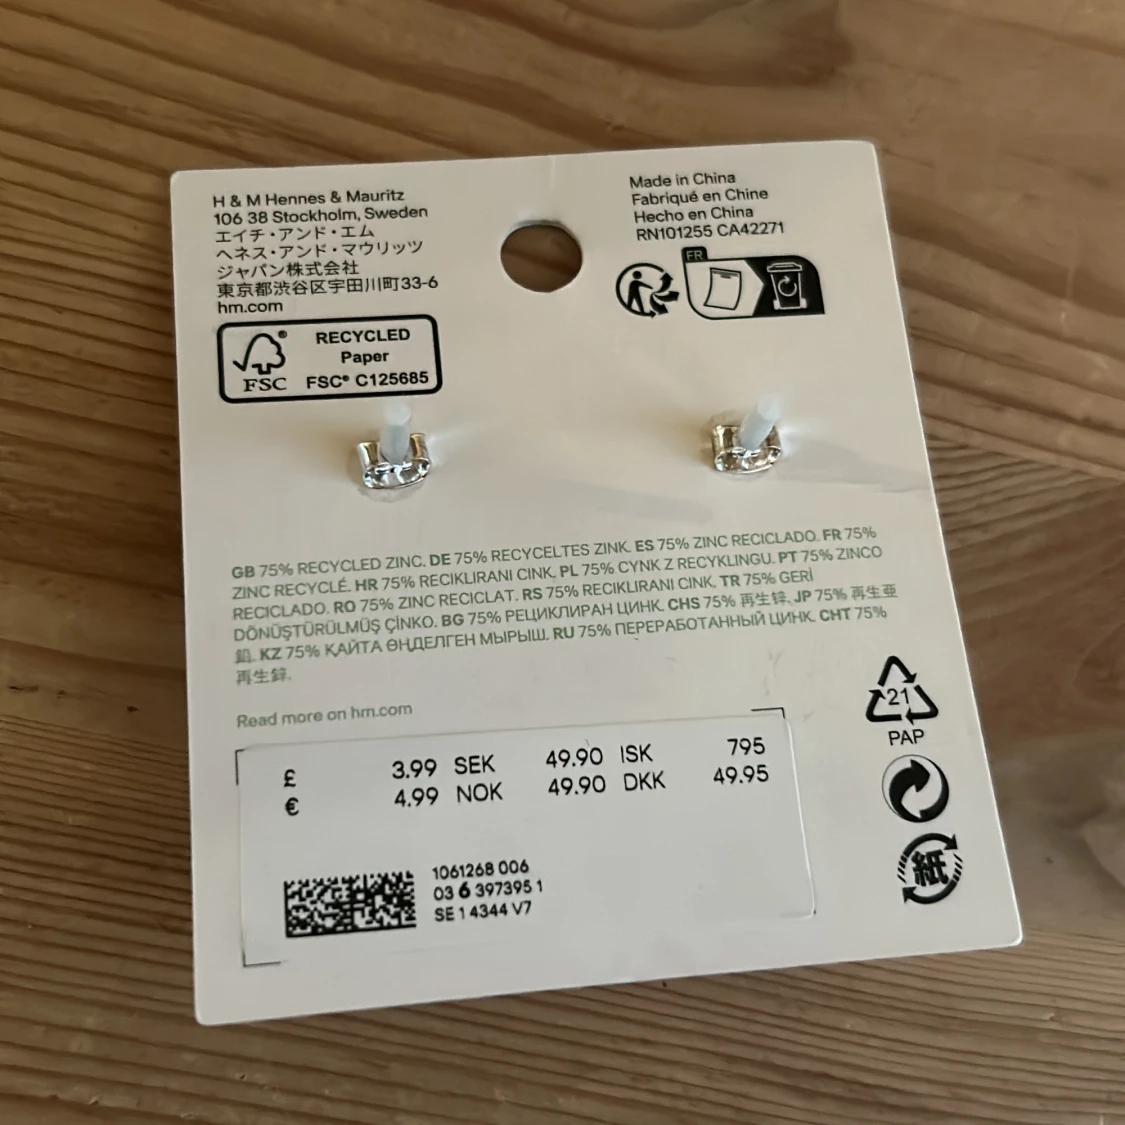 H & M Hennes & Mauritz
106 38 Stockholm, Sweden
エイチ・アンド・エム
ヘネス・アンド・マウリッツ
ジャパン株式会社
東京都渋谷区宇田川町33-6
hm.com
FSC®
RECYCLED
Paper
FSC® C125685
Made in China
Fabriqué en Chine
Hecho en China
RN101255 CA42271
FR
GB 75% RECYCLED ZINC. DE 75% RECYCELTES ZINK. ES 75% ZINC RECICLADO. FR 75%
ZINC RECYCLÉ. HR 75% RECIKLIRANI CINK. PL 75% CYNK Z RECYKLINGU. PT 75% ZINCO
RECICLADO. RO 75% ZINC RECICLAT. RS 75% RECIKLIRANI CINK. TR 75% GERİ
DÖNÜŞTÜRÜLMÜŞ ÇİNKO. BG 75% РЕЦИКЛИРАН ЦИНК. CHS 75% 再生锌. JP 75% 再生亜
鉛. KZ 75% ҚАЙТА ӨҢДЕЛГЕН МЫРЫШ. RU 75% ПЕРЕРАБОТАННЫЙ ЦИНК. CHT 75%
再生鋅.
Read more on hm.com
£ 3.99 SEK 49.90 ISK 795
€ 4.99 NOK 49.90 DKK 49.95
1061268 006
03 6 397395 1
SE 1 4344 V7
21
PAP
紙